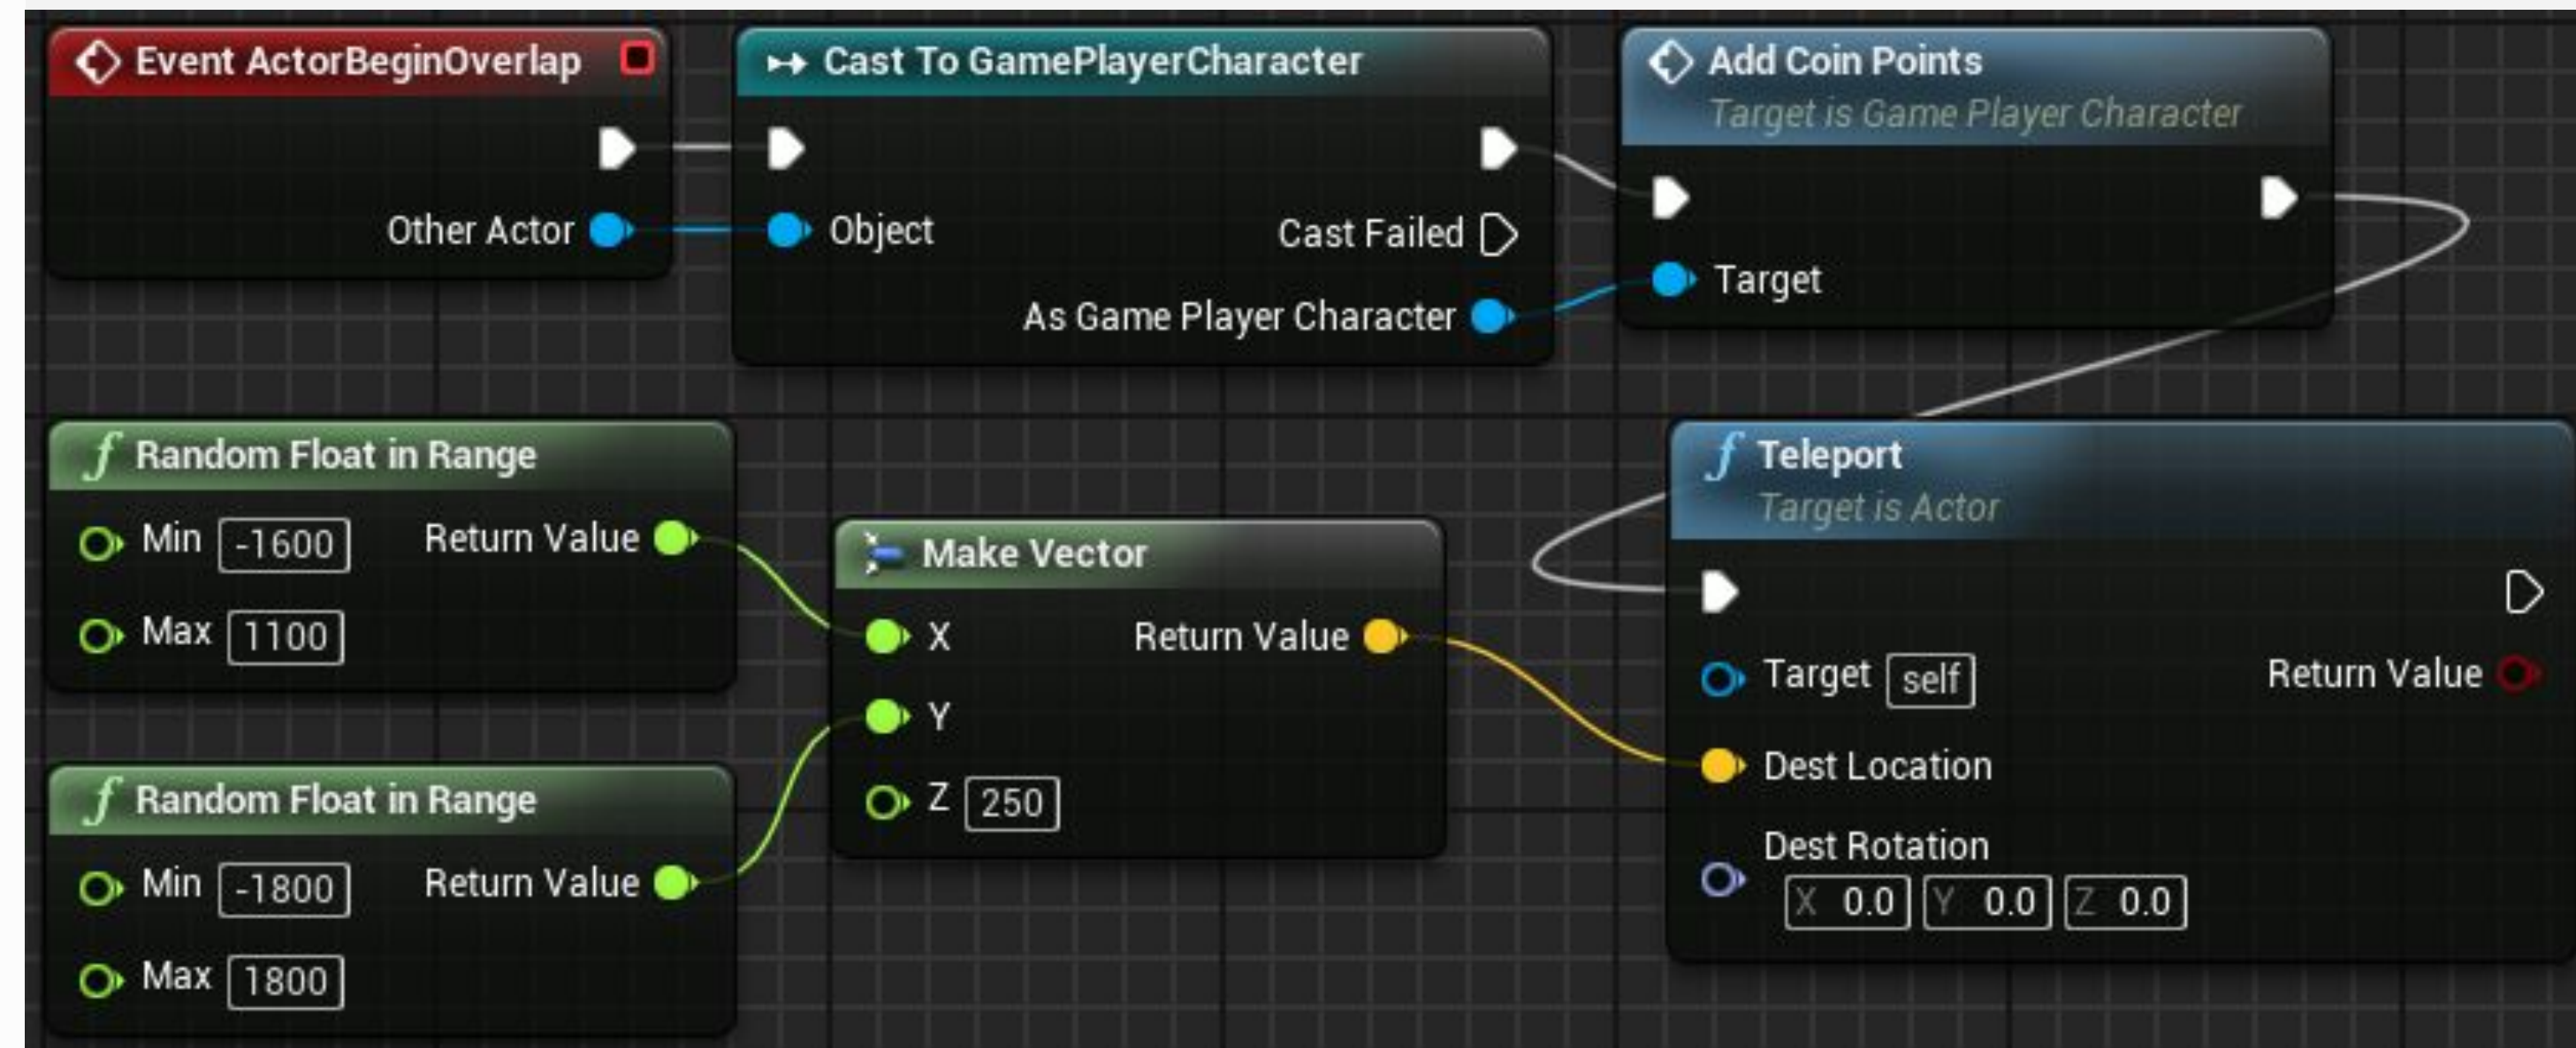 Event ActorBeginOverlap
Other Actor
Cast To GamePlayerCharacter
Object
Cast Failed
As Game Player Character
Add Coin Points
Target is Game Player Character
Target
Random Float in Range
Min -1600 Return Value
Max 1100
Random Float in Range
Min -1800 Return Value
Max 1800
Make Vector
X Return Value
Y
Z 250
Teleport
Target is Actor
Target self Return Value
Dest Location
Dest Rotation
X 0.0 Y 0.0 Z 0.0